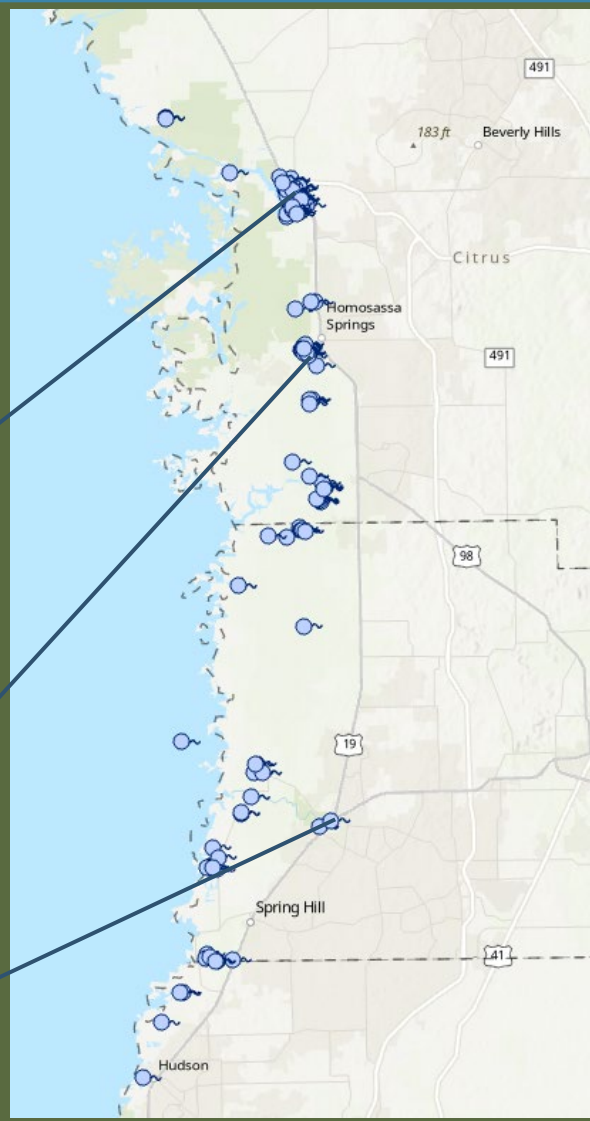 491
183 ft
Beverly Hills
Citrus
Homosassa
Springs
491
98
19
Spring Hill
41
Hudson